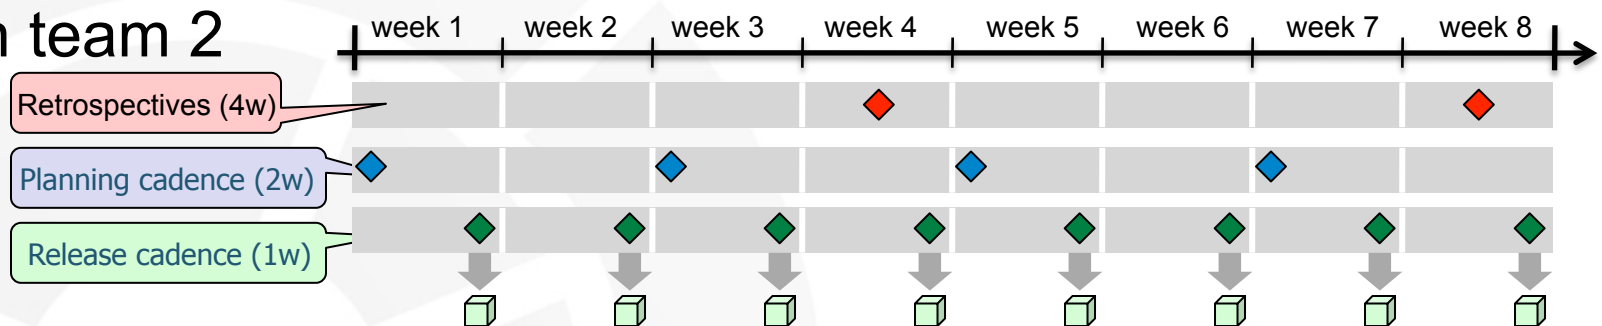 team 2
week 1 week 2 week 3 week 4 week 5 week 6 week 7 week 8
Retrospectives (4w)
Planning cadence (2w)
Release cadence (1w)